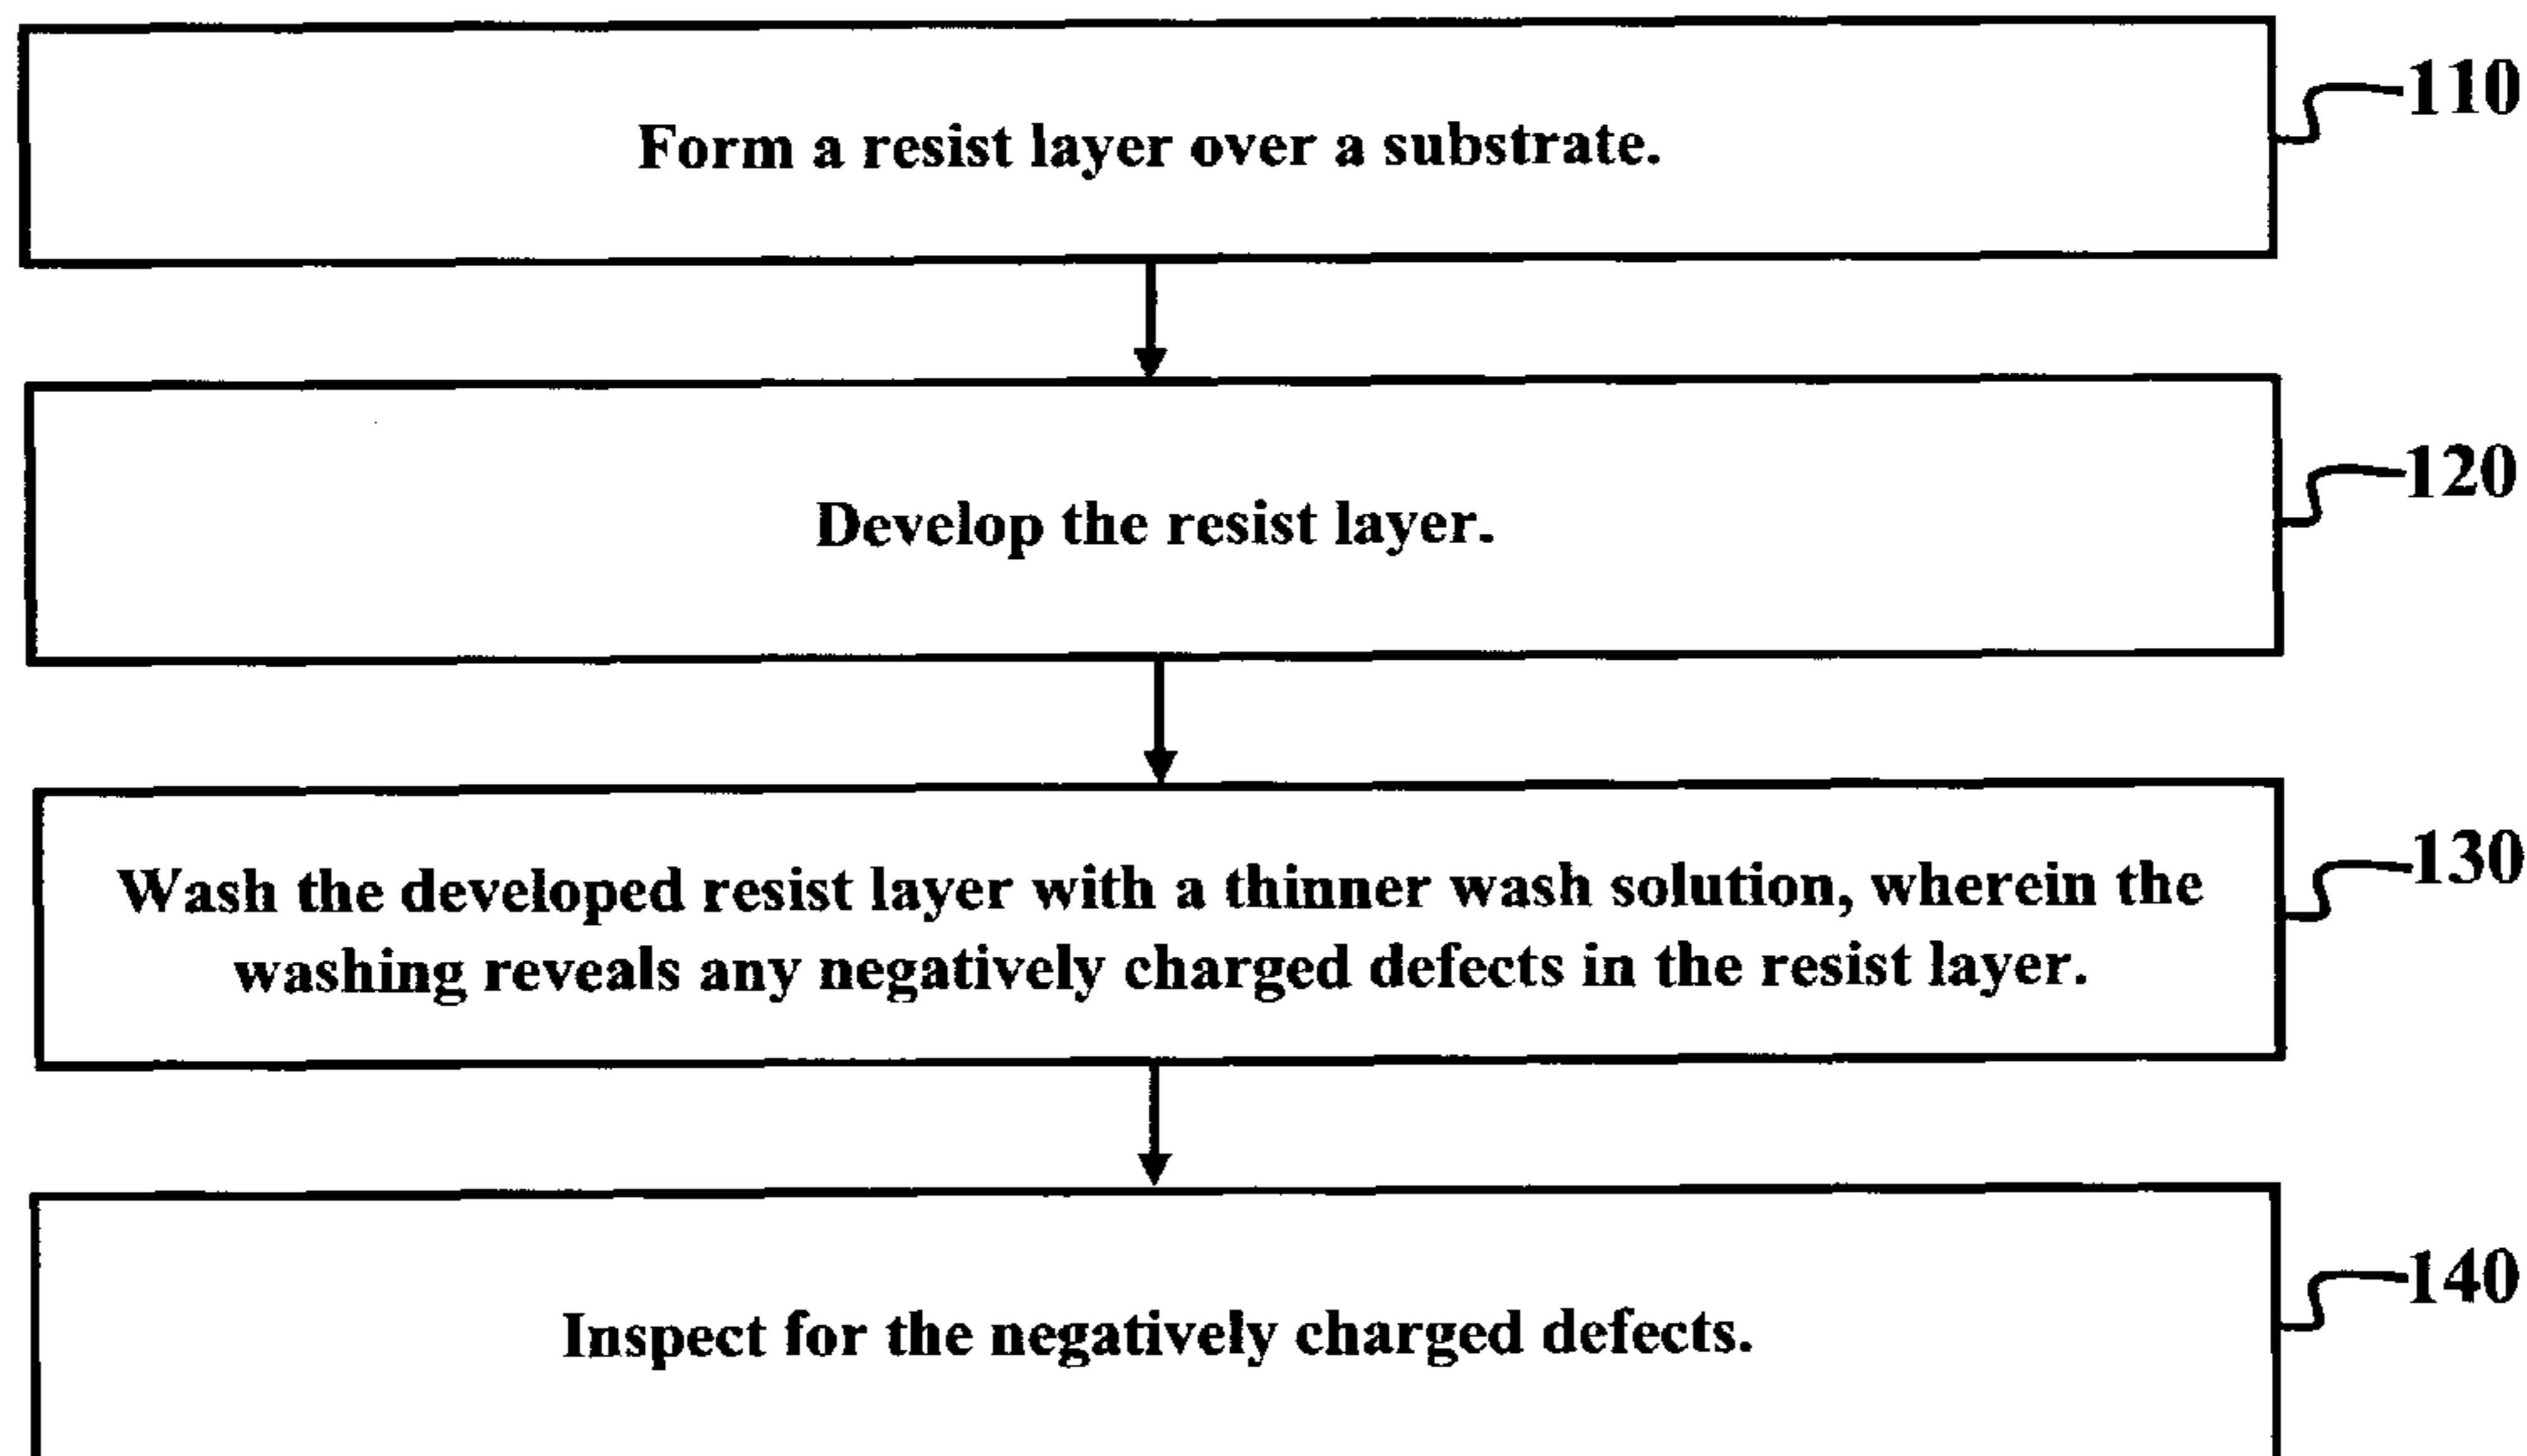 Form a resist layer over a substrate.
110
Develop the resist layer.
120
Wash the developed resist layer with a thinner wash solution, wherein the
washing reveals any negatively charged defects in the resist layer.
130
Inspect for the negatively charged defects.
140